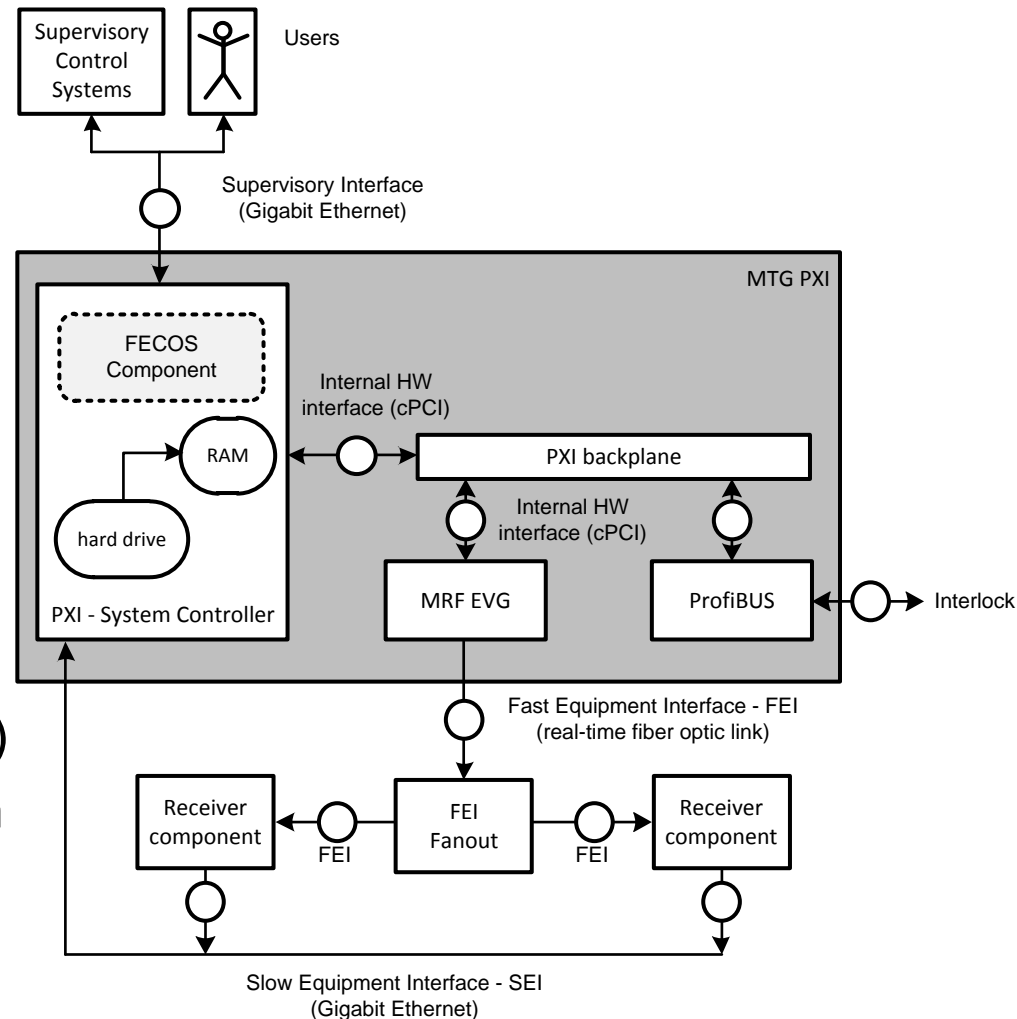 Supervisory
Control
Systems
Users
Supervisory Interface
(Gigabit Ethernet)
MTG PXI
FECOS
Component
Internal HW
interface (cPCI)
RAM
PXI backplane
hard drive
Internal HW
interface (cPCI)
MRF EVG
ProfiBUS
Interlock
PXI - System Controller
Fast Equipment Interface - FEI
(real-time fiber optic link)
Receiver
component
FEI
Fanout
Receiver
component
FEI
FEI
Slow Equipment Interface - SEI
(Gigabit Ethernet)